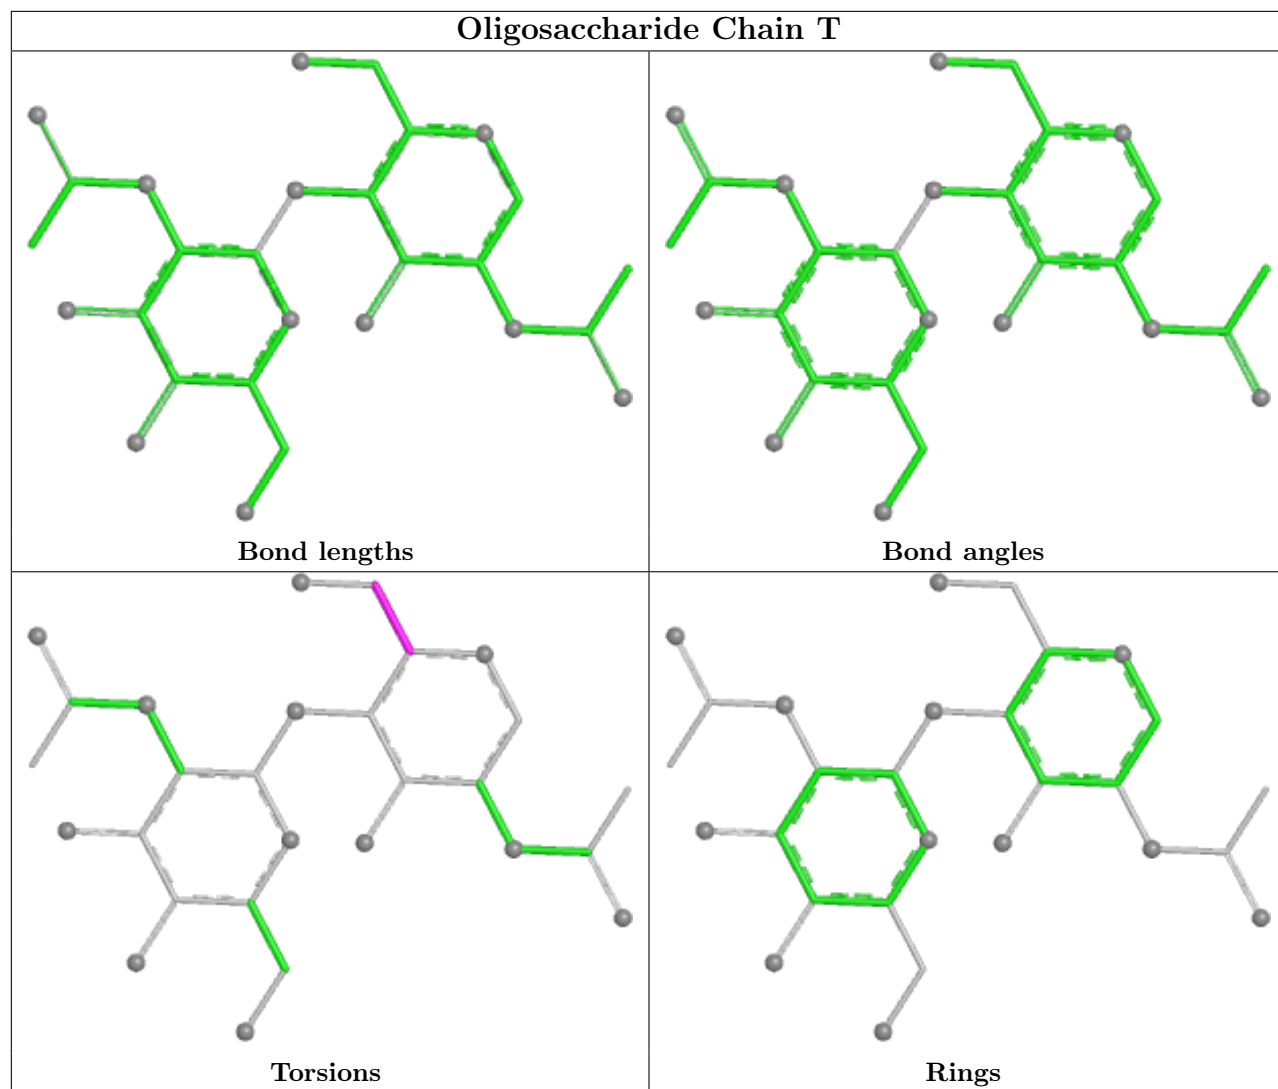 Oligosaccharide Chain T
Bond lengths
Bond angles
Torsions
Rings